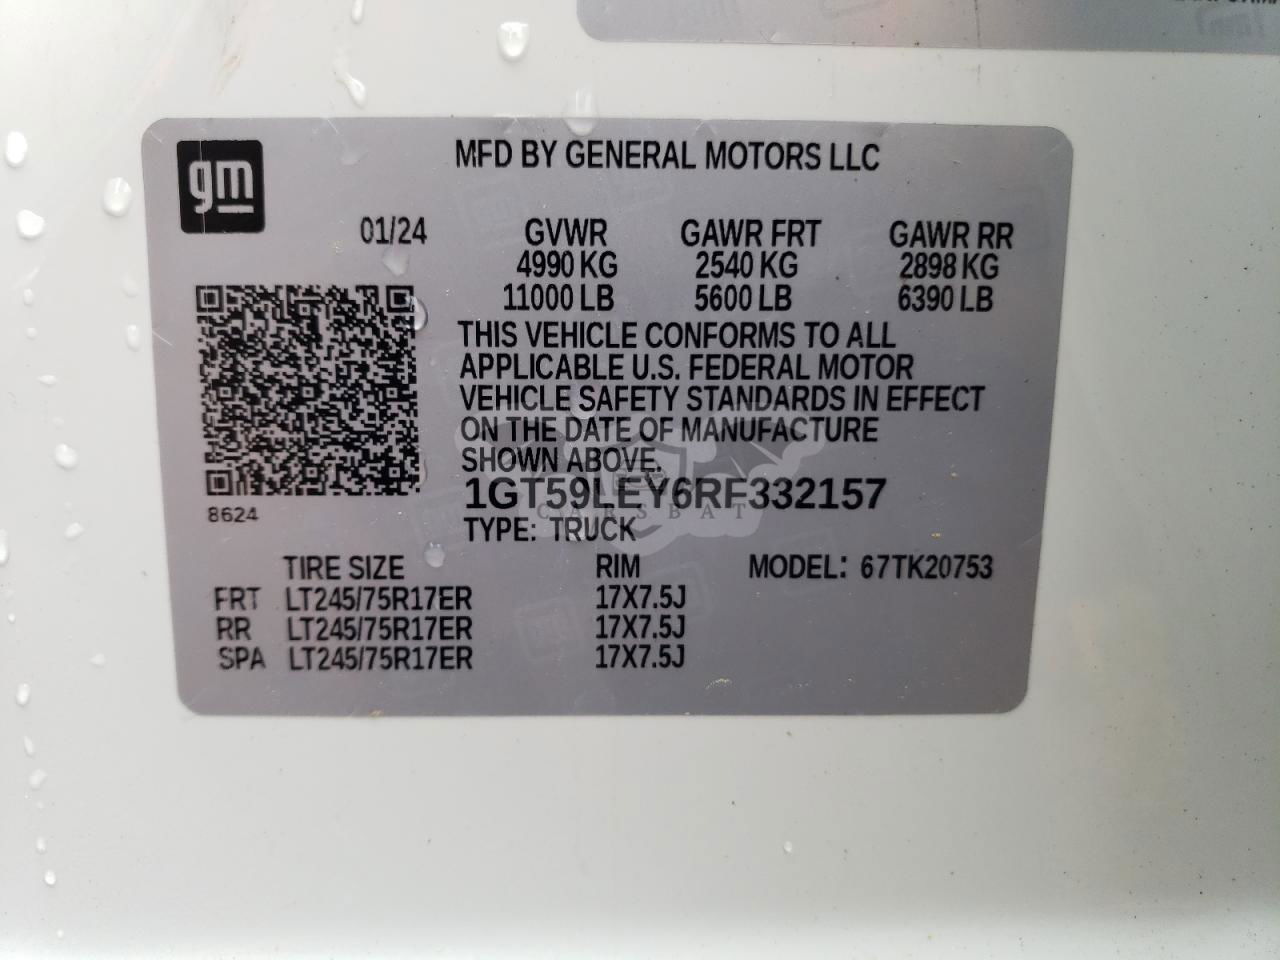 gm
MFD BY GENERAL MOTORS LLC
01/24 GVWR GAWR FRT GAWR RR
4990 KG 2540 KG 2898 KG
11000 LB 5600 LB 6390 LB
THIS VEHICLE CONFORMS TO ALL
APPLICABLE U.S. FEDERAL MOTOR
VEHICLE SAFETY STANDARDS IN EFFECT
ON THE DATE OF MANUFACTURE
SHOWN ABOVE.
1GT59LEY6RF332157
CARSBAT
8624
TYPE: TRUCK
TIRE SIZE RIM MODEL: 67TK20753
FRT LT245/75R17ER 17X7.5J
RR LT245/75R17ER 17X7.5J
SPA LT245/75R17ER 17X7.5J